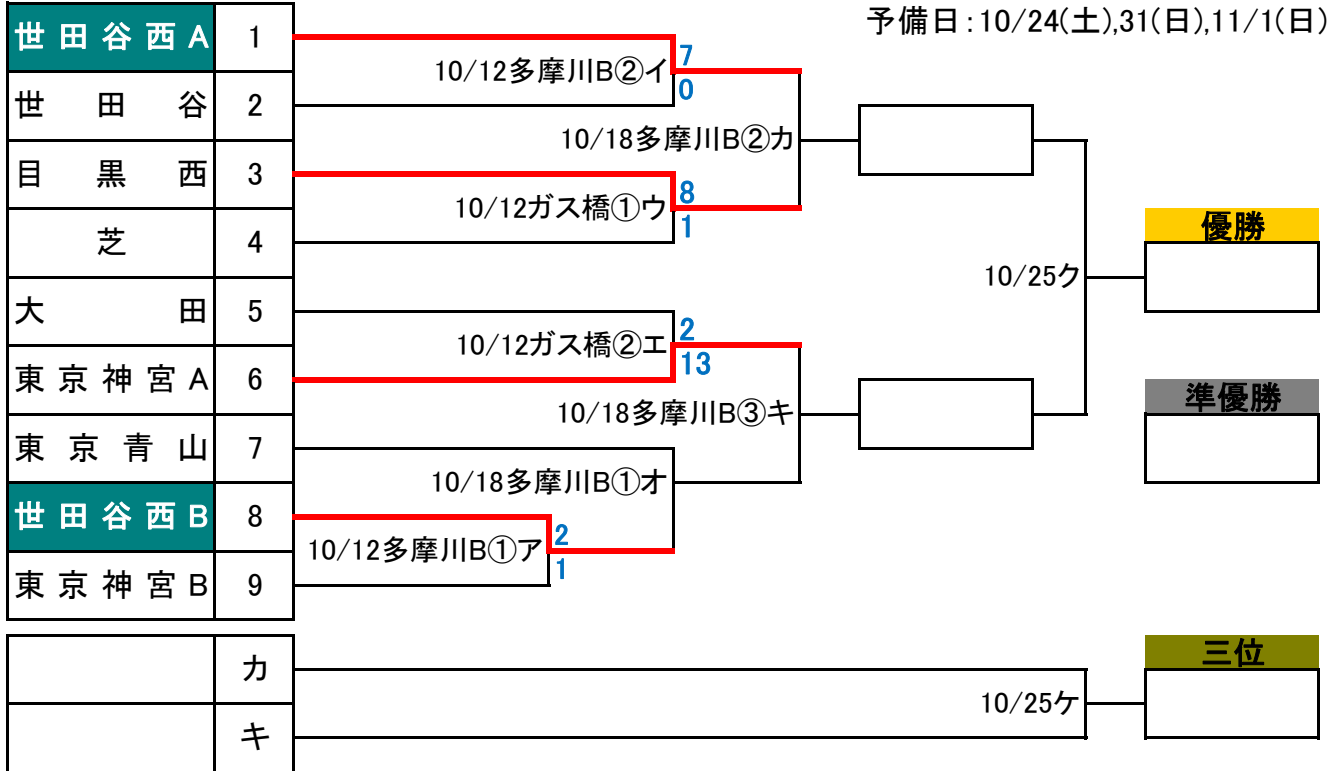 予備日:10/24(土),31(日),11/1(日)
世田谷西A 1
10/12多摩川B②イ 7
0
世田谷 2
10/18多摩川B②カ
目黒西 3
10/12ガス橋①ウ 8
1
芝 4
優勝
10/25ク
大田 5
10/12ガス橋②エ 2
13
東京神宮A 6
準優勝
10/18多摩川B③キ
東京青山 7
10/18多摩川B①オ
世田谷西B 8
10/12多摩川B①ア 2
1
東京神宮B 9
カ
三位
10/25ケ
キ